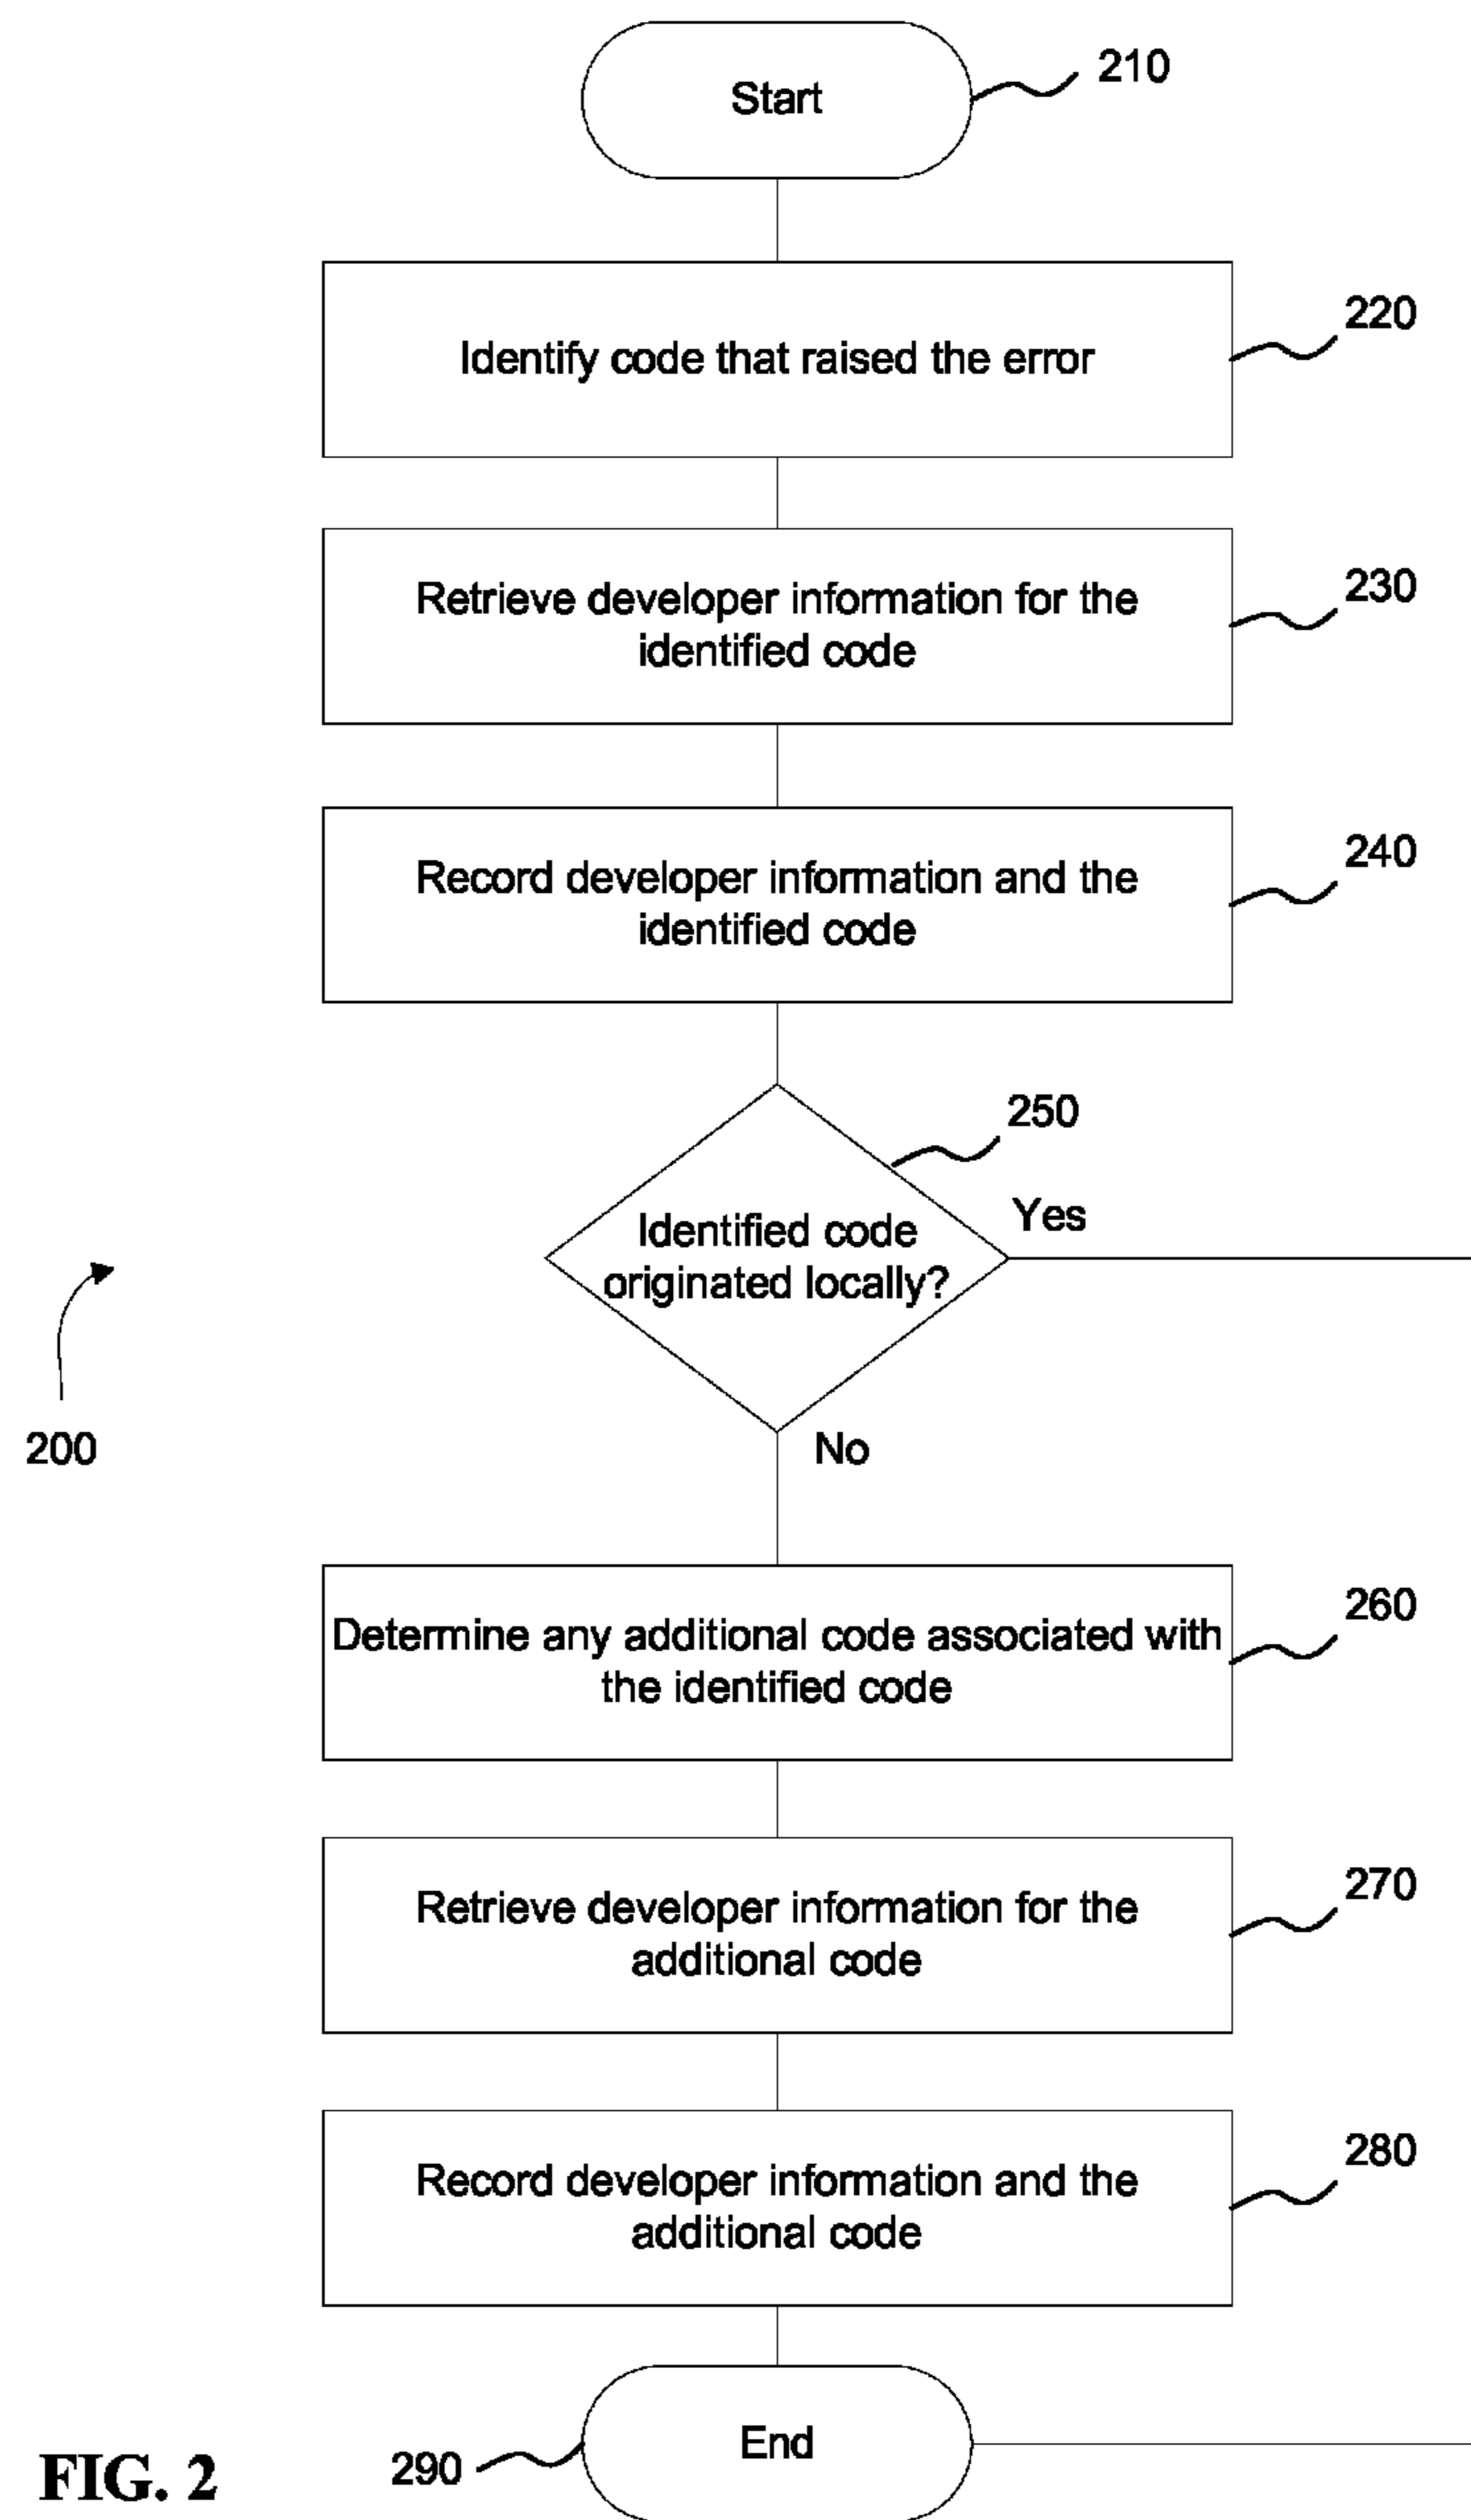 Start
210
Identify code that raised the error
220
Retrieve developer information for the
identified code
230
Record developer information and the
identified code
240
250
Identified code
originated locally?
Yes
No
200
Determine any additional code associated with
the identified code
260
Retrieve developer information for the
additional code
270
Record developer information and the
additional code
280
End
290
FIG. 2